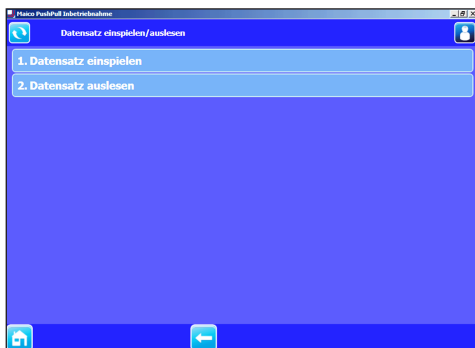 Maico PushPull Inbetriebnahme
Datensatz einspielen/auslesen
1. Datensatz einspielen
2. Datensatz auslesen